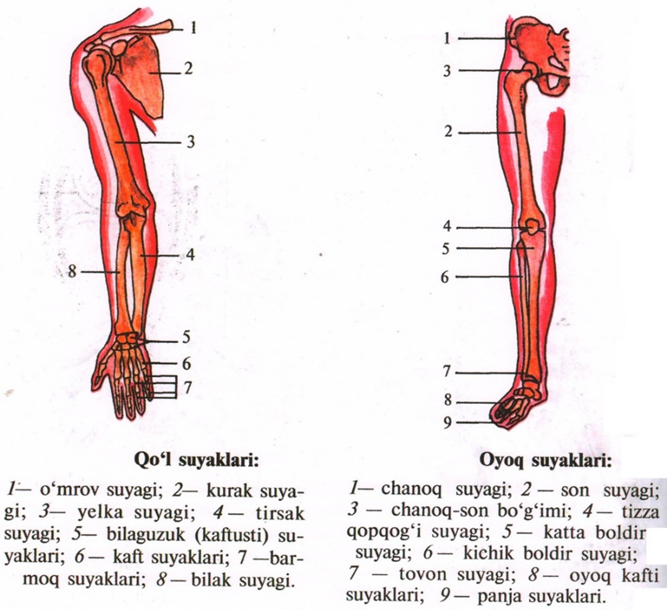 1
2
3
4
8
5
6
7
1
3
2
4
5
6
7
8
9
Qo‘l suyaklari:
1— o‘mrov suyagi; 2— kurak suya-
gi; 3— yelka suyagi; 4— tirsak
suyagi; 5— bilaguzuk (kaftusti) su-
yaklari; 6— kaft suyaklari; 7 —bar-
moq suyaklari; 8— bilak suyagi.
Oyoq suyaklari:
1— chanoq suyagi; 2 — son suyagi;
3 — chanoq-son bo‘g‘imi; 4 — tizza
qopqog‘i suyagi; 5 — katta boldir
suyagi; 6 — kichik boldir suyagi;
7 — tovon suyagi; 8 — oyoq kafti
suyaklari; 9 — panja suyaklari.